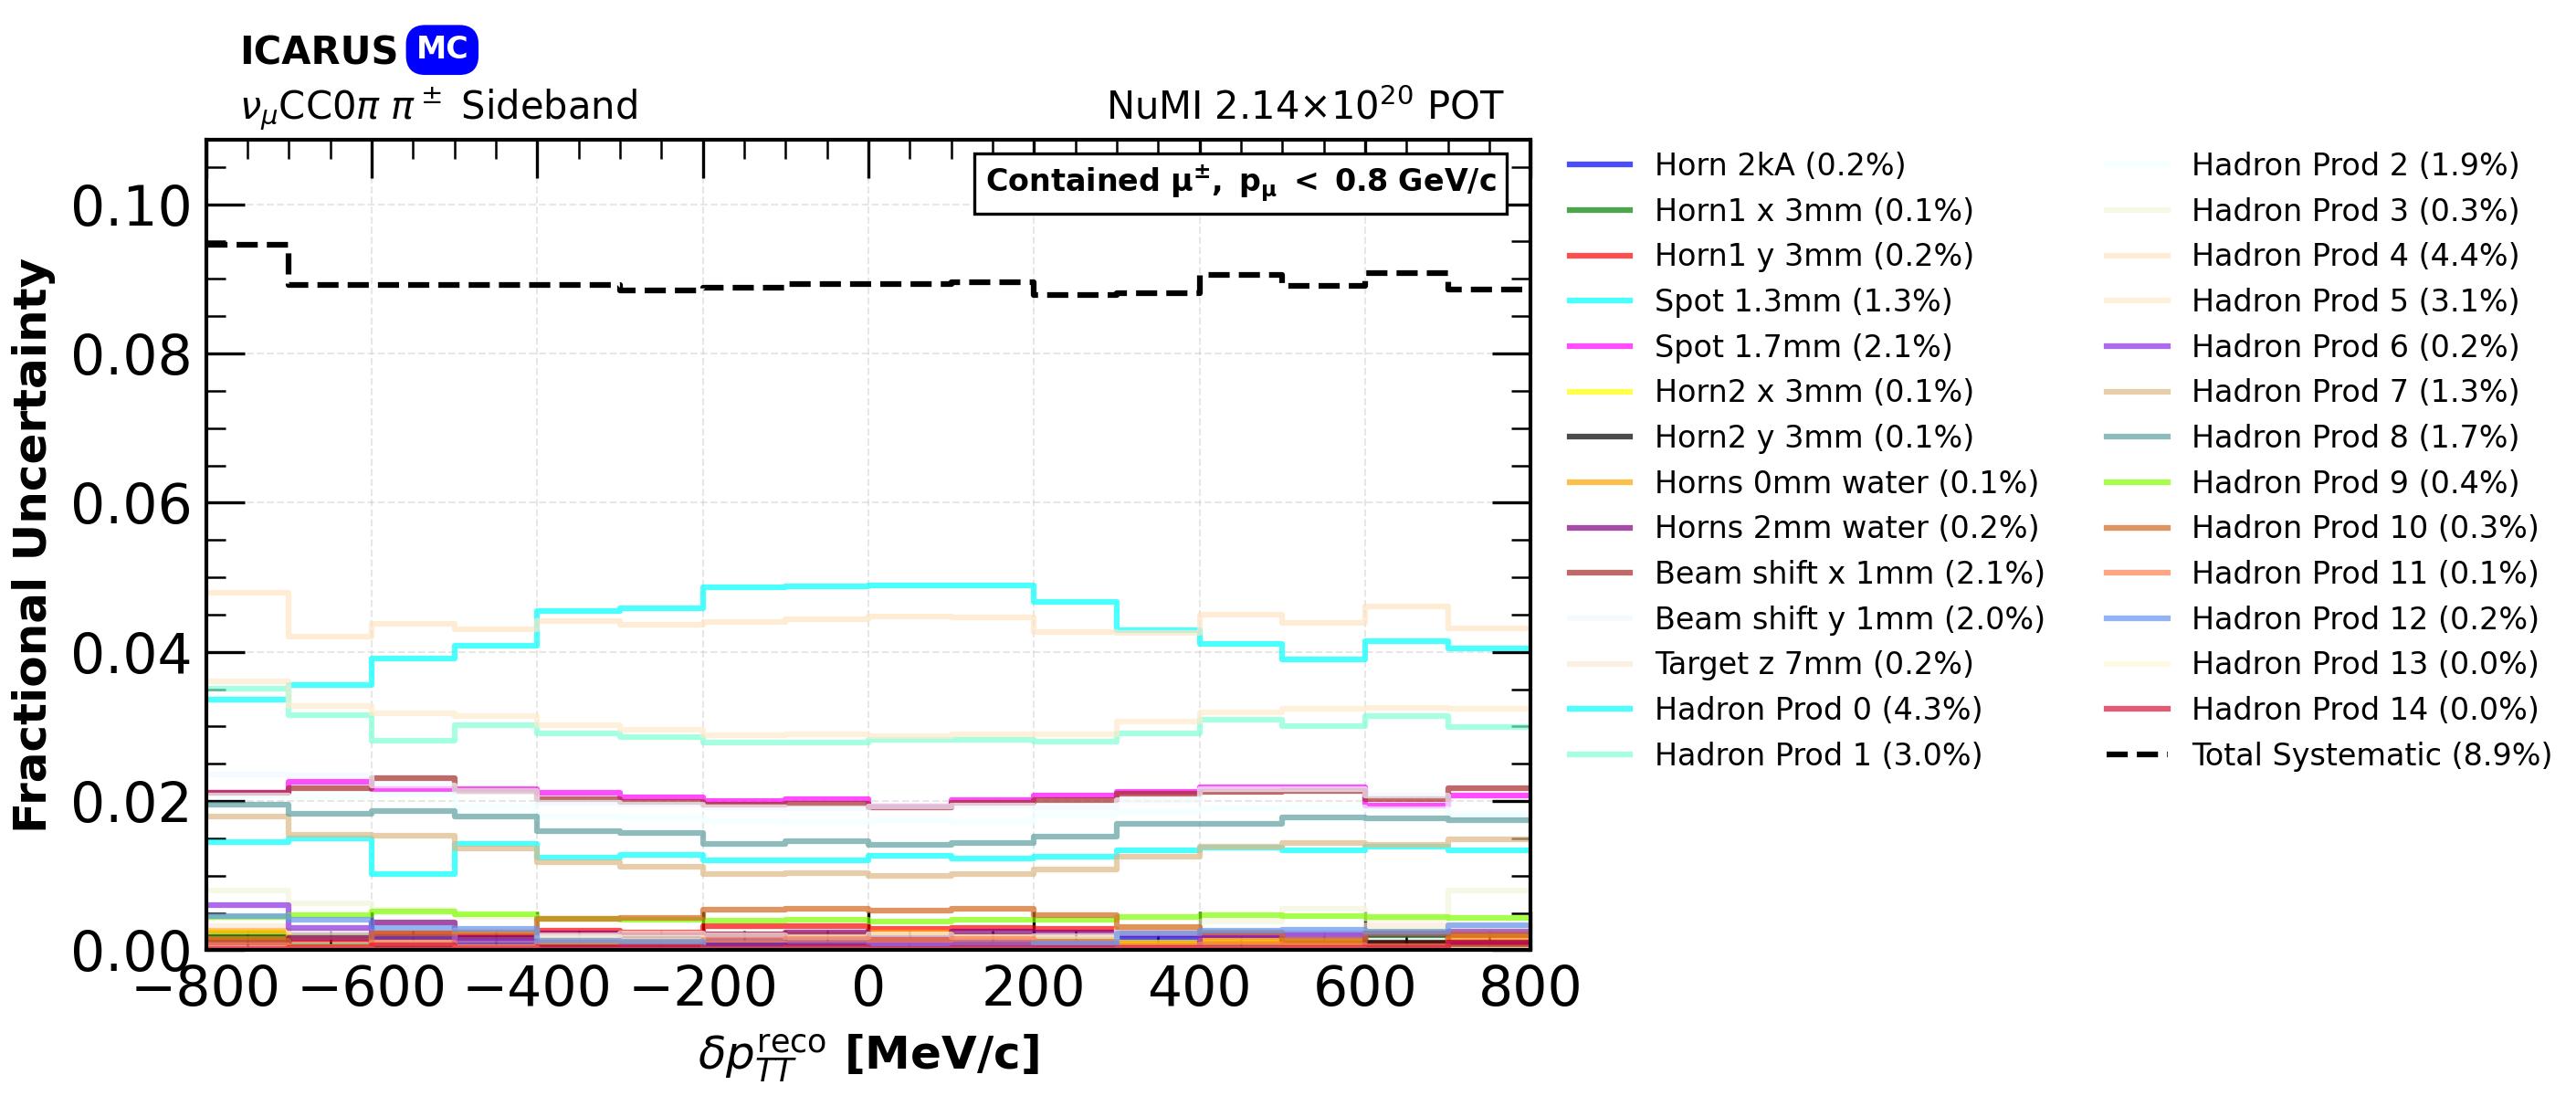 ICARUS MC
νμCC0π π± Sideband
NuMI 2.14×10²⁰ POT
Contained μ±, pμ < 0.8 GeV/c
Fractional Uncertainty
0.10
0.08
0.06
0.04
0.02
0.00
−800 −600 −400 −200 0 200 400 600 800
δp_TT^reco [MeV/c]
Horn 2kA (0.2%)
Horn1 x 3mm (0.1%)
Horn1 y 3mm (0.2%)
Spot 1.3mm (1.3%)
Spot 1.7mm (2.1%)
Horn2 x 3mm (0.1%)
Horn2 y 3mm (0.1%)
Horns 0mm water (0.1%)
Horns 2mm water (0.2%)
Beam shift x 1mm (2.1%)
Beam shift y 1mm (2.0%)
Target z 7mm (0.2%)
Hadron Prod 0 (4.3%)
Hadron Prod 1 (3.0%)
Hadron Prod 2 (1.9%)
Hadron Prod 3 (0.3%)
Hadron Prod 4 (4.4%)
Hadron Prod 5 (3.1%)
Hadron Prod 6 (0.2%)
Hadron Prod 7 (1.3%)
Hadron Prod 8 (1.7%)
Hadron Prod 9 (0.4%)
Hadron Prod 10 (0.3%)
Hadron Prod 11 (0.1%)
Hadron Prod 12 (0.2%)
Hadron Prod 13 (0.0%)
Hadron Prod 14 (0.0%)
Total Systematic (8.9%)